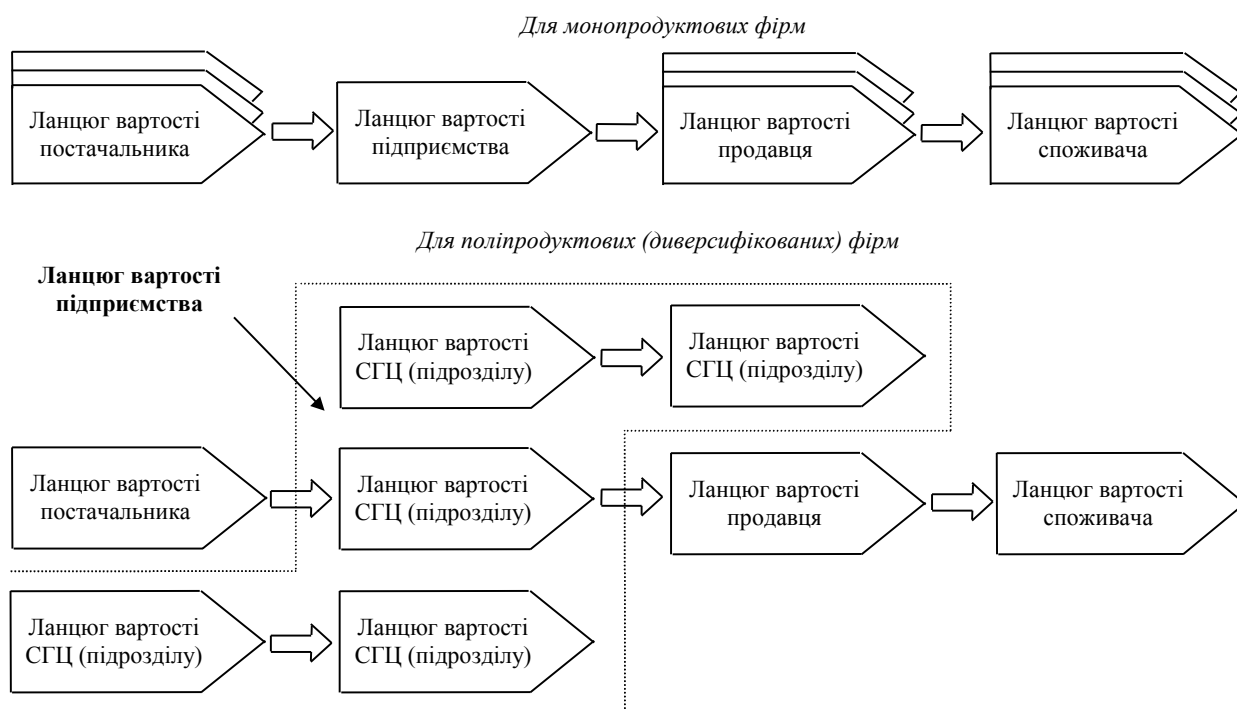 Для монопродуктових фірм
Ланцюг вартості
постачальника
Ланцюг вартості
підприємства
Ланцюг вартості
продавця
Ланцюг вартості
споживача
Для поліпродуктових (диверсифікованих) фірм
Ланцюг вартості
підприємства
Ланцюг вартості
СГЦ (підрозділу)
Ланцюг вартості
СГЦ (підрозділу)
Ланцюг вартості
постачальника
Ланцюг вартості
СГЦ (підрозділу)
Ланцюг вартості
продавця
Ланцюг вартості
споживача
Ланцюг вартості
СГЦ (підрозділу)
Ланцюг вартості
СГЦ (підрозділу)